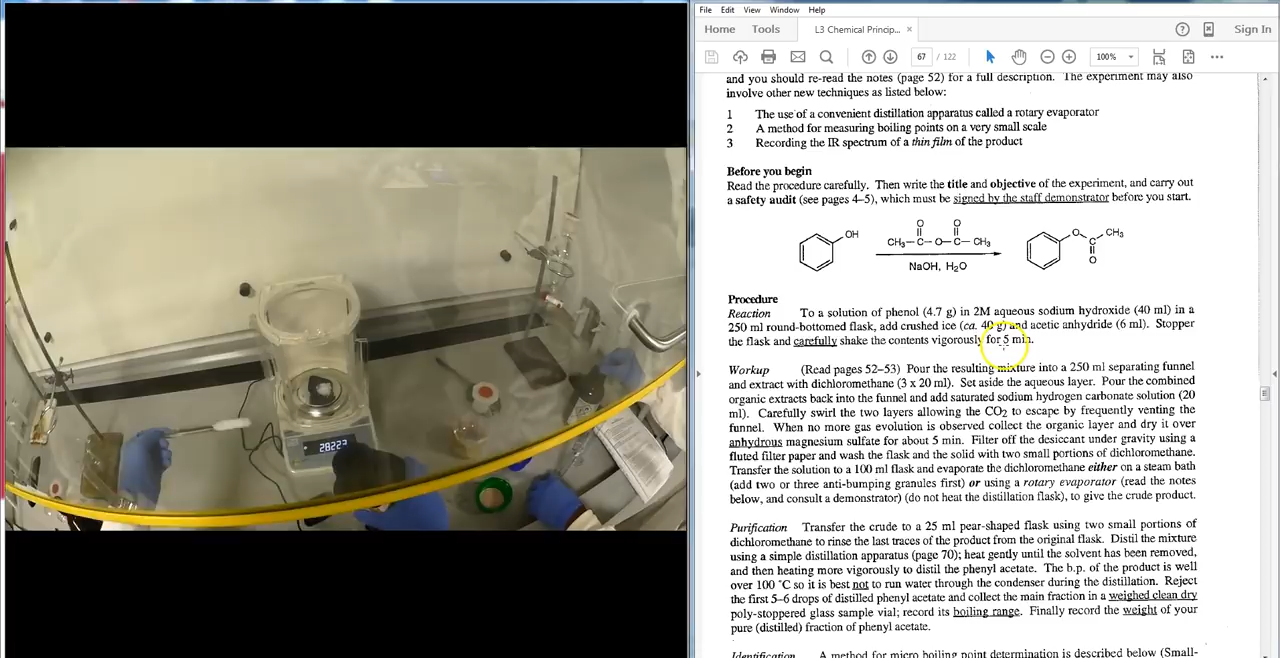 28223
File Edit View Window Help
Home Tools L3 Chemical Princip... × Sign In
67 / 122 100%
and you should re-read the notes (page 52) for a full description. The experiment may also
involve other new techniques as listed below:
1 The use of a convenient distillation apparatus called a rotary evaporator
2 A method for measuring boiling points on a very small scale
3 Recording the IR spectrum of a thin film of the product
Before you begin
Read the procedure carefully. Then write the title and objective of the experiment, and carry out
a safety audit (see pages 4–5), which must be signed by the staff demonstrator before you start.
OH
O O
CH₃–C–O–C–CH₃
NaOH, H₂O
O C CH₃
O
Procedure
Reaction To a solution of phenol (4.7 g) in 2M aqueous sodium hydroxide (40 ml) in a
250 ml round-bottomed flask, add crushed ice (ca. 40 g) and acetic anhydride (6 ml). Stopper
the flask and carefully shake the contents vigorously for 5 min.
Workup (Read pages 52–53) Pour the resulting mixture into a 250 ml separating funnel
and extract with dichloromethane (3 x 20 ml). Set aside the aqueous layer. Pour the combined
organic extracts back into the funnel and add saturated sodium hydrogen carbonate solution (20
ml). Carefully swirl the two layers allowing the CO₂ to escape by frequently venting the
funnel. When no more gas evolution is observed collect the organic layer and dry it over
anhydrous magnesium sulfate for about 5 min. Filter off the desiccant under gravity using a
fluted filter paper and wash the flask and the solid with two small portions of dichloromethane.
Transfer the solution to a 100 ml flask and evaporate the dichloromethane either on a steam bath
(add two or three anti-bumping granules first) or using a rotary evaporator (read the notes
below, and consult a demonstrator) (do not heat the distillation flask), to give the crude product.
Purification Transfer the crude to a 25 ml pear-shaped flask using two small portions of
dichloromethane to rinse the last traces of the product from the original flask. Distil the mixture
using a simple distillation apparatus (page 70); heat gently until the solvent has been removed,
and then heating more vigorously to distil the phenyl acetate. The b.p. of the product is well
over 100 °C so it is best not to run water through the condenser during the distillation. Reject
the first 5–6 drops of distilled phenyl acetate and collect the main fraction in a weighed clean dry
poly-stoppered glass sample vial; record its boiling range. Finally record the weight of your
pure (distilled) fraction of phenyl acetate.
Identification A method for micro boiling point determination is described below (Small-